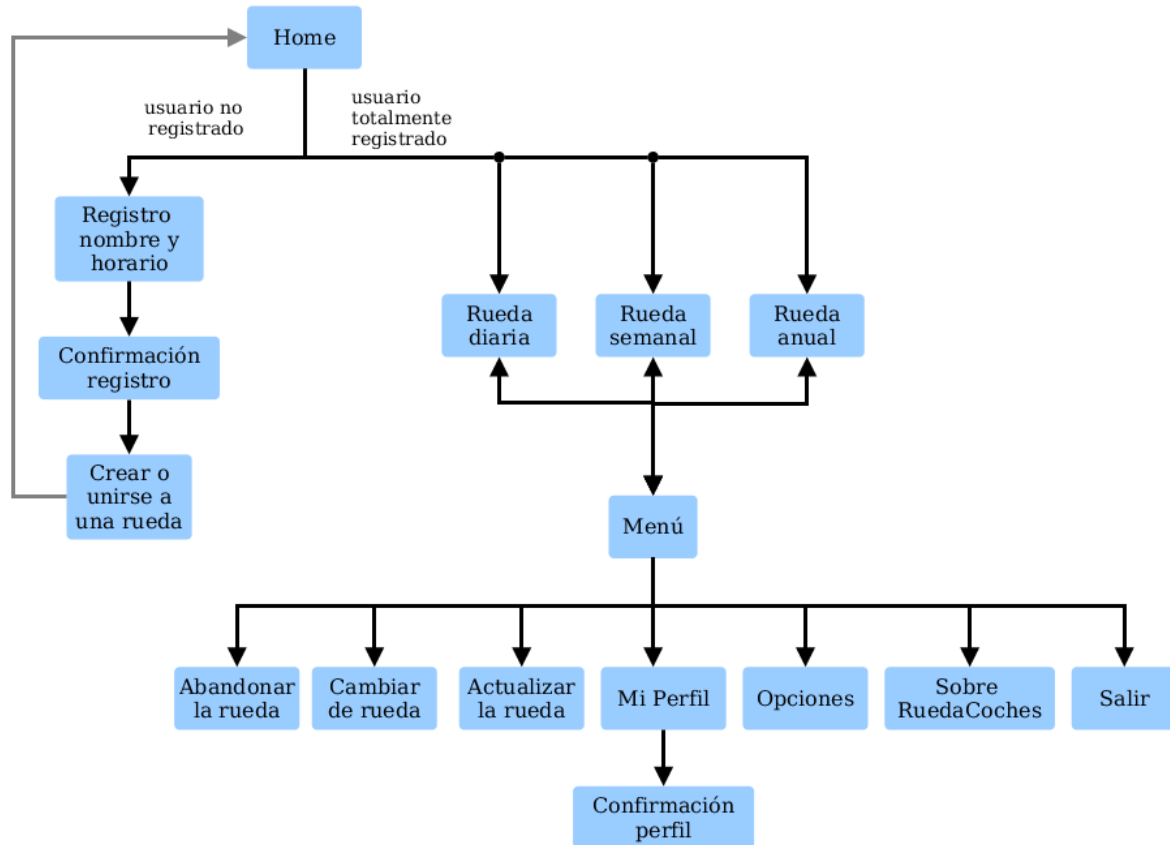 Home
usuario no
registrado
usuario
totalmente
registrado
Registro
nombre y
horario
Rueda
diaria
Rueda
semanal
Rueda
anual
Confirmación
registro
Crear o
unirse a
una rueda
Menú
Abandonar
la rueda
Cambiar
de rueda
Actualizar
la rueda
Mi Perfil
Opciones
Sobre
RuedaCoches
Salir
Confirmación
perfil